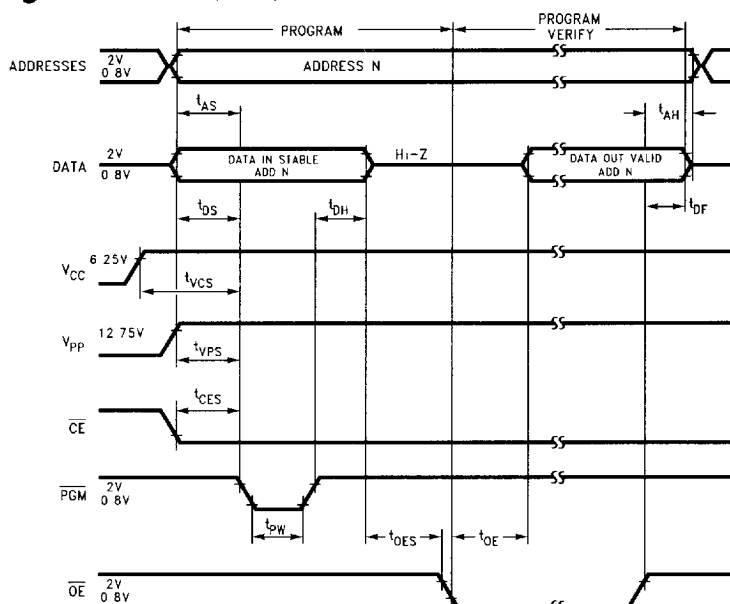 PROGRAM
PROGRAM
VERIFY
ADDRESSES
2V
0 8V
ADDRESS N
tAS
tAH
DATA
2V
0 8V
DATA IN STABLE
ADD N
Hi-Z
DATA OUT VALID
ADD N
tDS
tDH
tDF
VCC
6 25V
tVCS
VPP
12 75V
tVPS
CE
tCES
PGM
2V
0 8V
tPW
tOES
tOE
OE
2V
0 8V